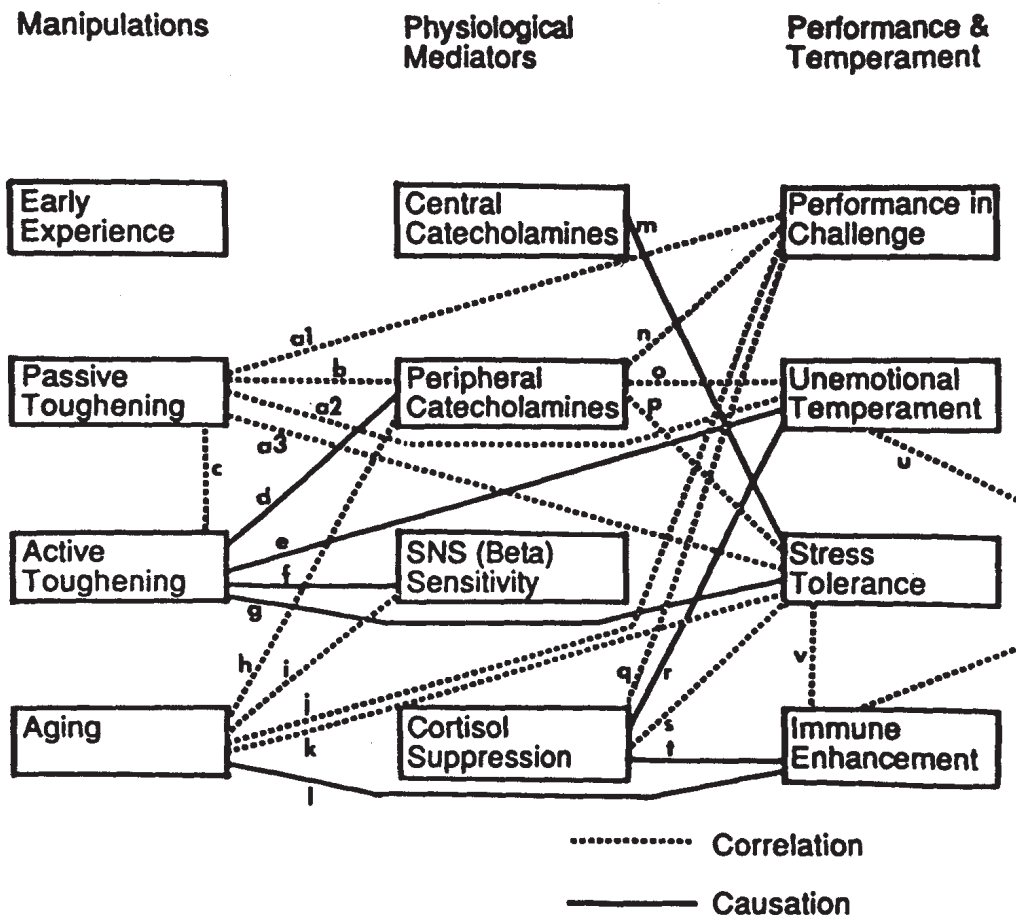 Manipulations
Physiological
Mediators
Performance &
Temperament
Early
Experience
Central
Catecholamines
m
Performance in
Challenge
a1
n
Passive
Toughening
b
Peripheral
Catecholamines
o
Unemotional
Temperament
a2
p
a3
c
u
d
e
Active
Toughening
f
SNS (Beta)
Sensitivity
Stress
Tolerance
g
h
i
q
r
v
j
Aging
k
Cortisol
Suppression
s
t
Immune
Enhancement
l
Correlation
Causation